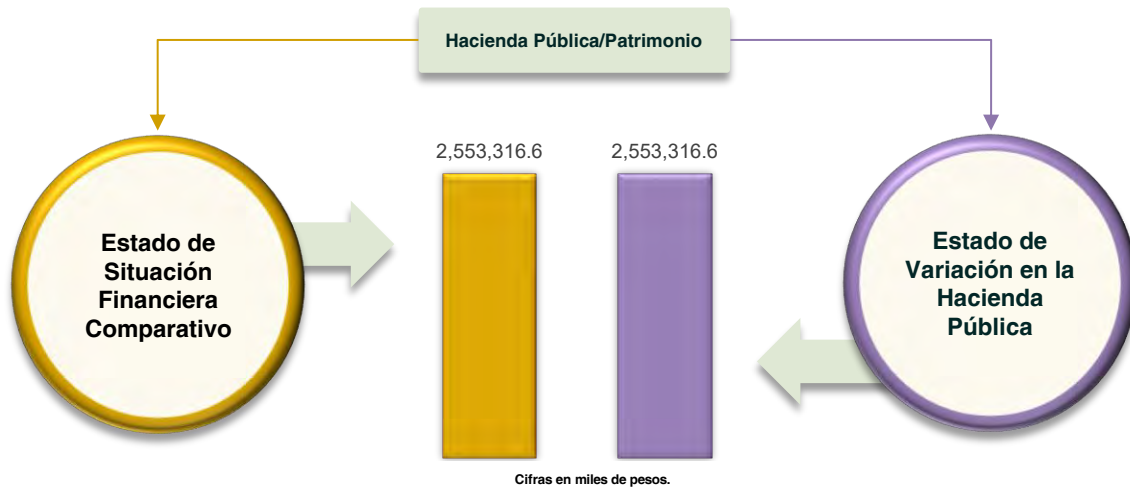 Hacienda Pública/Patrimonio
2,553,316.6
2,553,316.6
Estado de
Situación
Financiera
Comparativo
Estado de
Variación en la
Hacienda
Pública
Cifras en miles de pesos.